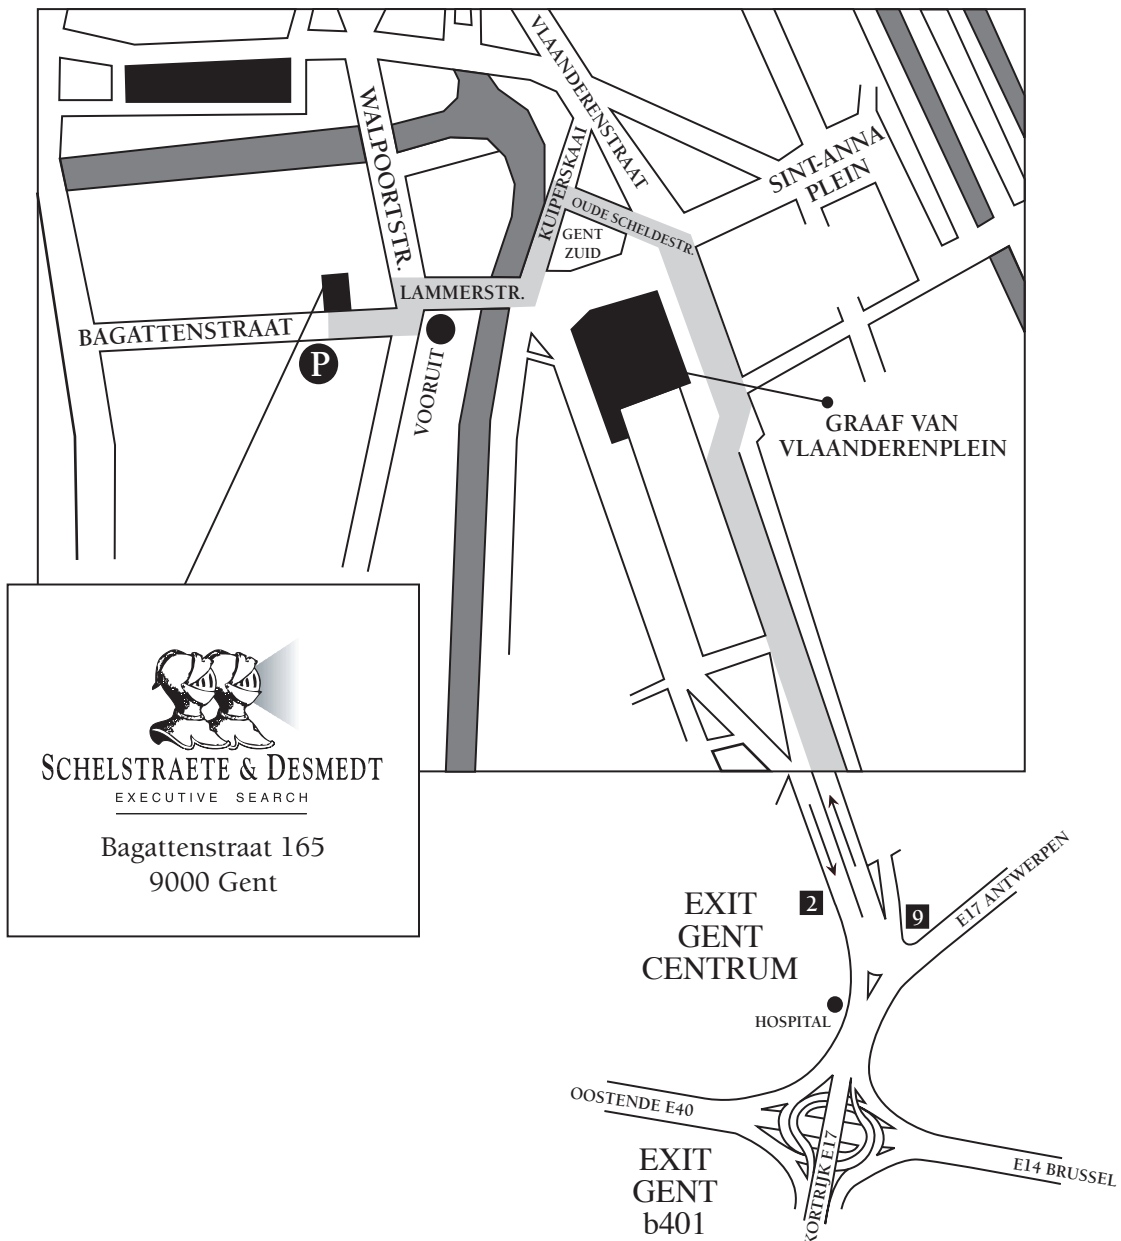 VLAANDERENSTRAAT
WALPOORTSTR.
KUIPERSKAAI
SINT-ANNA
PLEIN
OUDE SCHELDESTR.
GENT
ZUID
LAMMERSTR.
BAGATTENSTRAAT
P
VOORUIT
GRAAF VAN
VLAANDERENPLEIN
SCHELSTRAETE & DESMEDT
EXECUTIVE SEARCH
Bagattenstraat 165
9000 Gent
EXIT
GENT
CENTRUM
2
9
E17 ANTWERPEN
HOSPITAL
OOSTENDE E40
EXIT
GENT
b401
KORTRIJK E17
E14 BRUSSEL